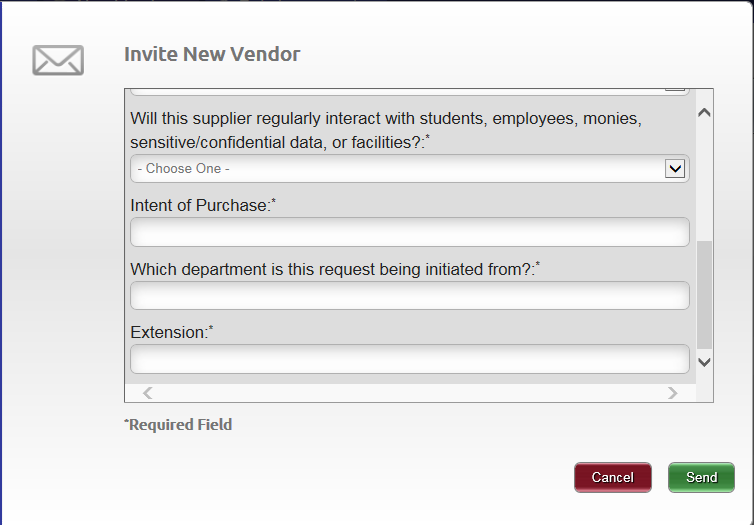 Invite New Vendor
Will this supplier regularly interact with students, employees, monies,
sensitive/confidential data, or facilities?:*
- Choose One -
Intent of Purchase:*
Which department is this request being initiated from?:*
Extension:*
*Required Field
Cancel
Send